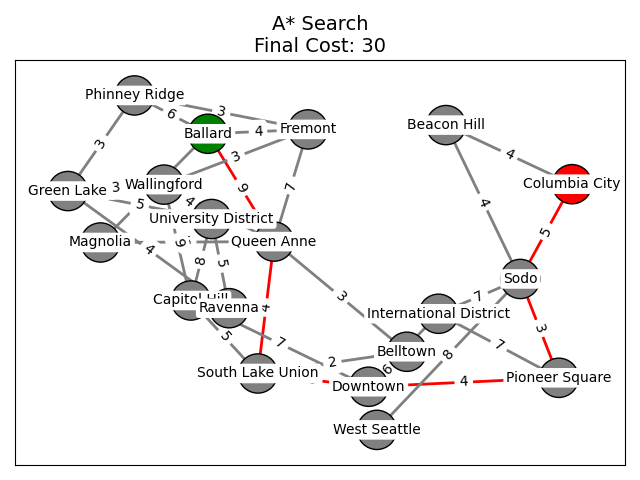 A* Search
Final Cost: 30
Phinney Ridge
3
6
Ballard
4
Fremont
Beacon Hill
3
3
4
Green Lake
3
Wallingford
9
7
Columbia City
5
4
University District
4
Magnolia
Queen Anne
5
4
9
8
5
Sodo
3
7
Capitol Hill
Ravenna
4
International District
3
5
7
7
Belltown
8
2
6
South Lake Union
Downtown
4
Pioneer Square
West Seattle